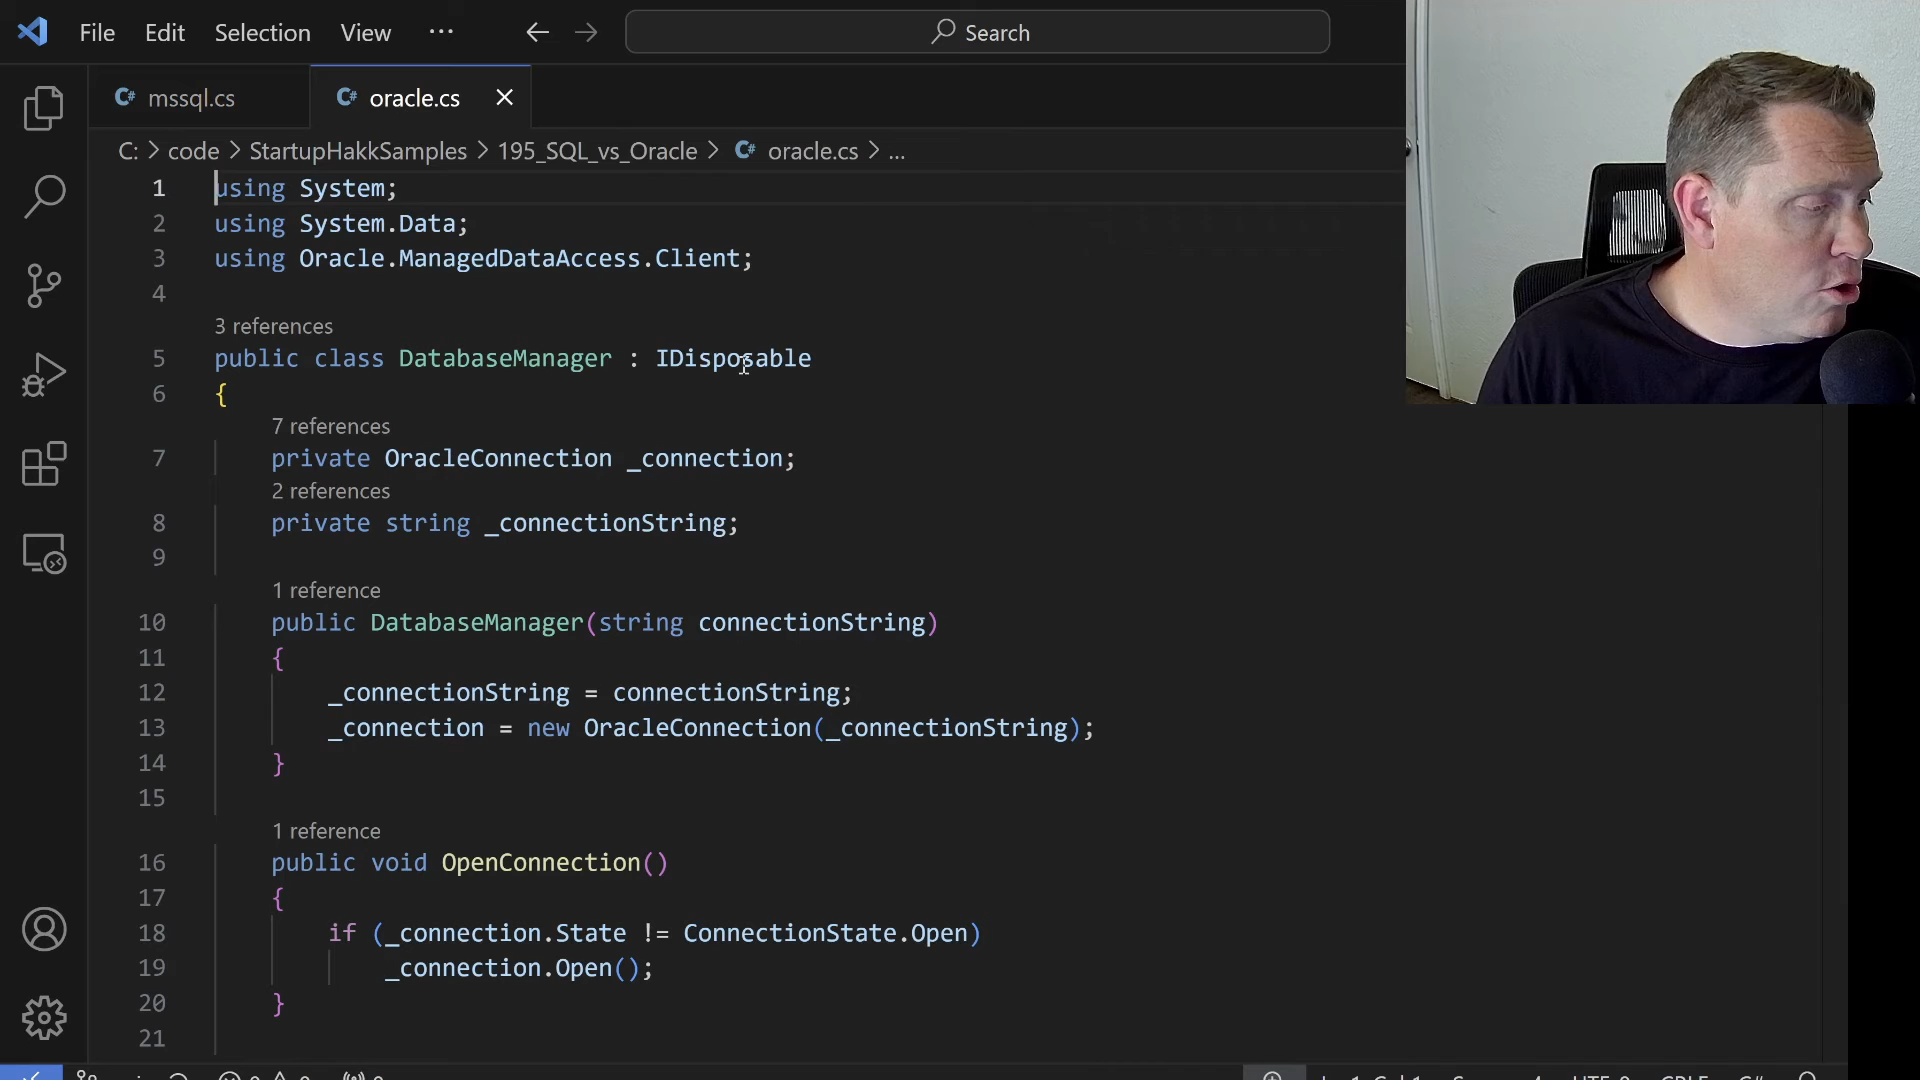 File Edit Selection View ... Search
mssql.cs oracle.cs
C: > code > StartupHakkSamples > 195_SQL_vs_Oracle > oracle.cs > ...
1 using System;
2 using System.Data;
3 using Oracle.ManagedDataAccess.Client;
4
3 references
5 public class DatabaseManager : IDisposable
6 {
7 references
7 private OracleConnection _connection;
2 references
8 private string _connectionString;
9
1 reference
10 public DatabaseManager(string connectionString)
11 {
12 _connectionString = connectionString;
13 _connection = new OracleConnection(_connectionString);
14 }
15
1 reference
16 public void OpenConnection()
17 {
18 if (_connection.State != ConnectionState.Open)
19 _connection.Open();
20 }
21